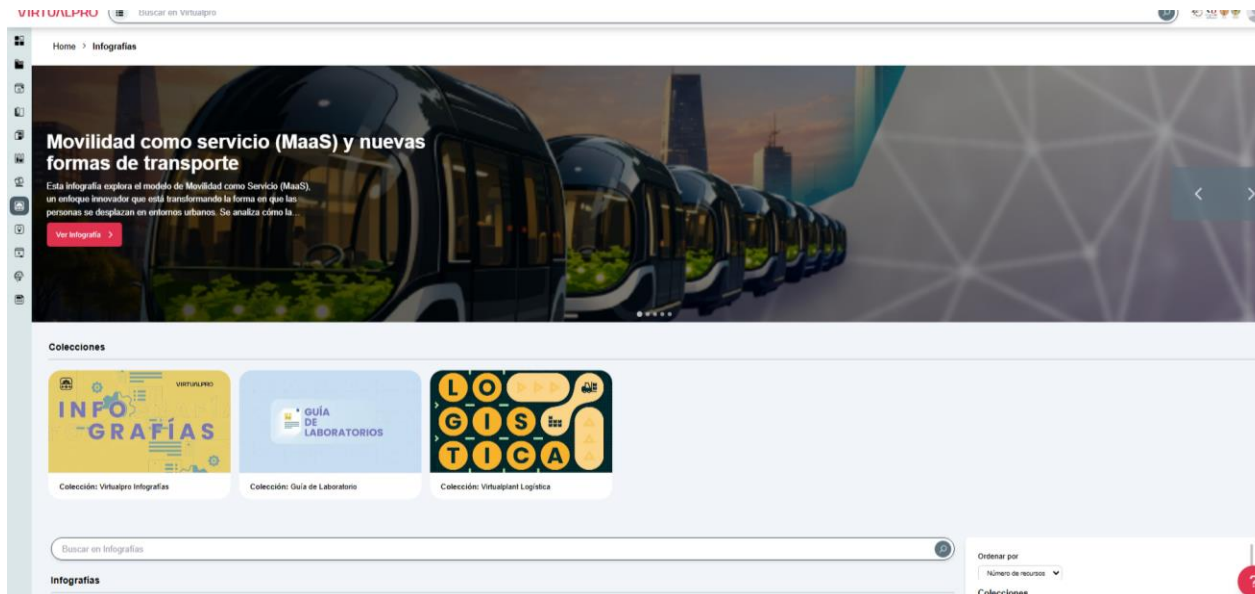 VIRTUALPRO
Buscar en Virtualpro
Home > Infografías
Movilidad como servicio (MaaS) y nuevas
formas de transporte
Esta infografía explora el modelo de Movilidad como Servicio (MaaS),
un enfoque innovador que está transformando la forma en que las
personas se desplazan en entornos urbanos. Se analiza cómo la...
Ver Infografía >
Colecciones
VIRTUALPRO
INFO
GRAFÍAS
GUÍA
DE
LABORATORIOS
LO
GIS
TICA
Colección: Virtualpro Infografías
Colección: Guía de Laboratorio
Colección: Virtualplant Logística
Buscar en Infografías
Ordenar por
Número de recursos
Infografías
Colecciones
?